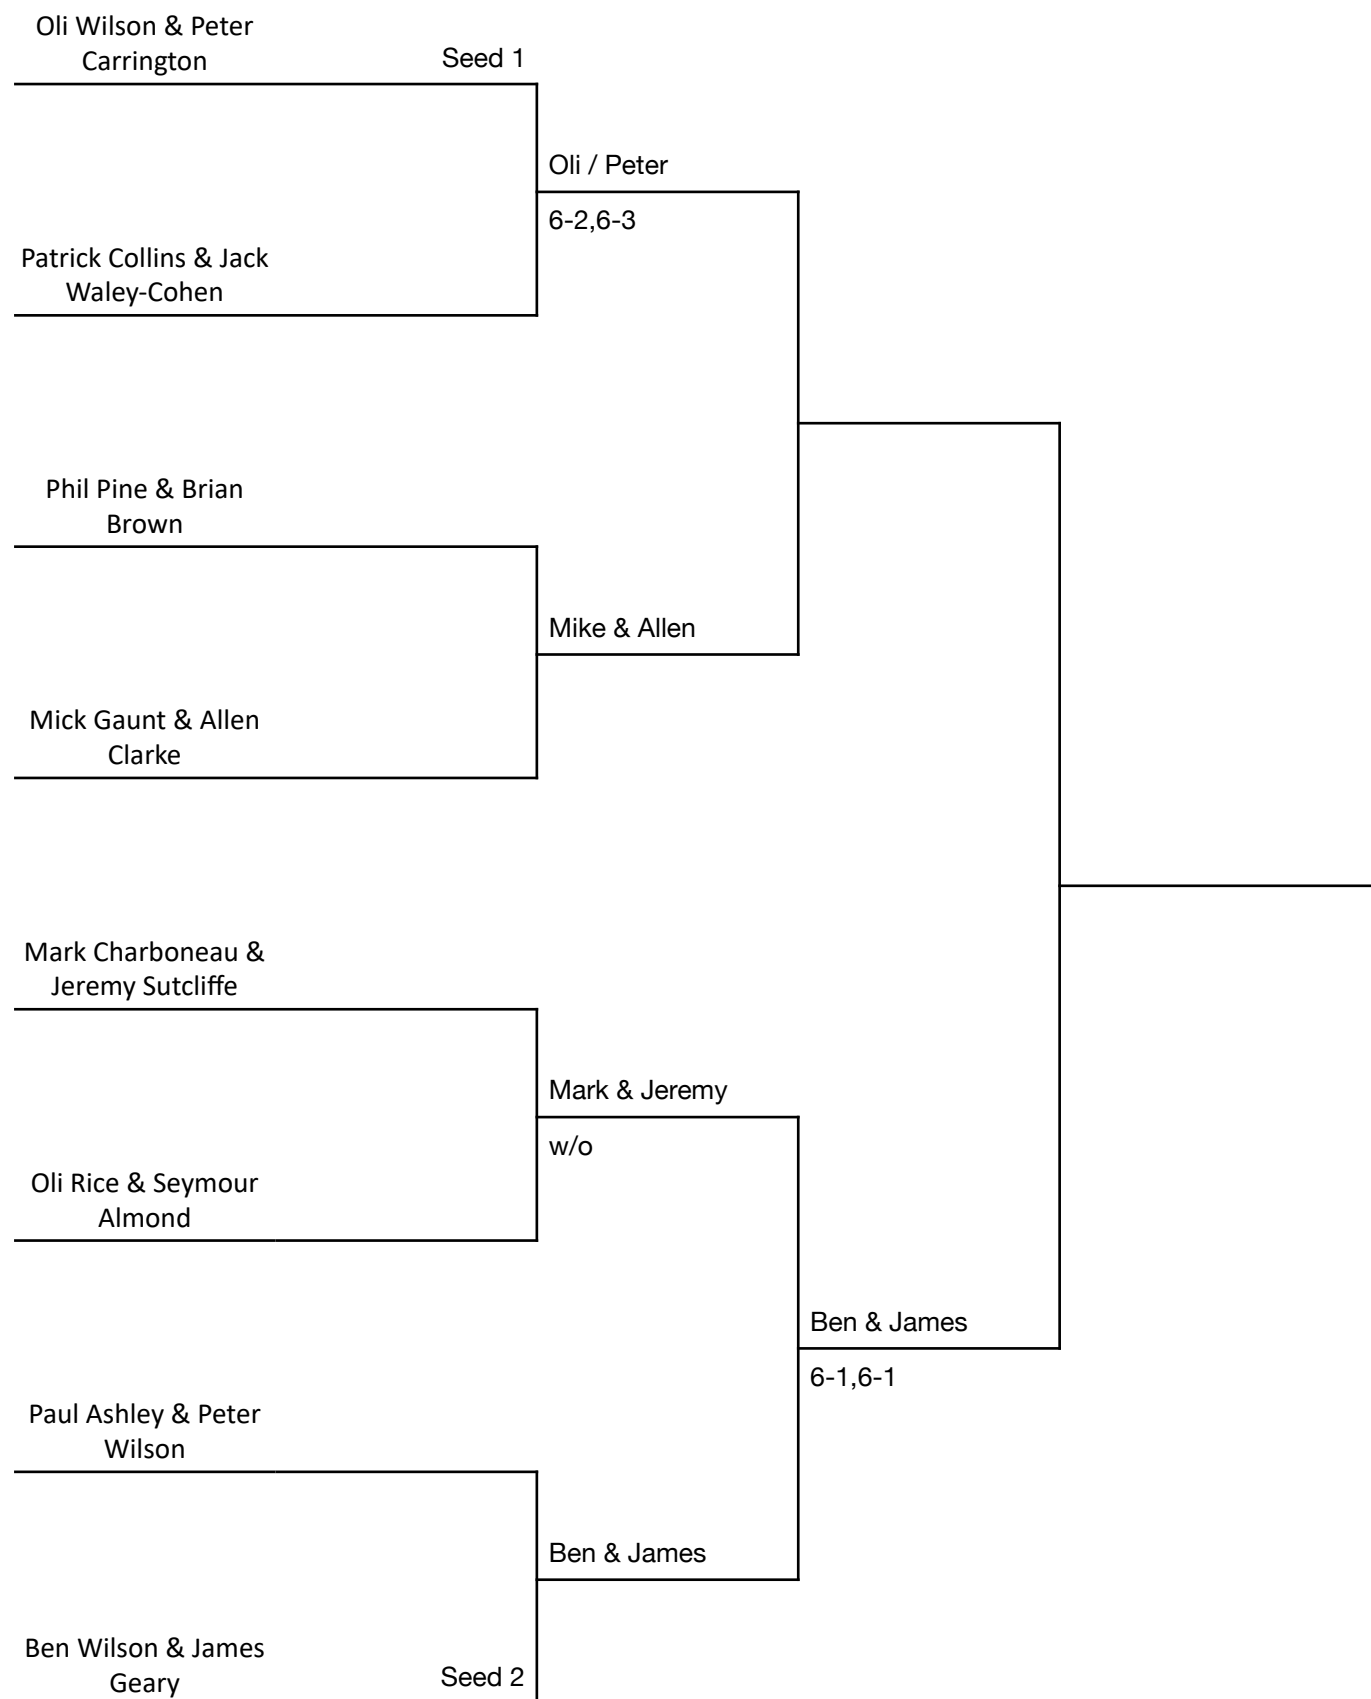 Oli Wilson & Peter
Carrington
Seed 1
Oli / Peter
6-2,6-3
Patrick Collins & Jack
Waley-Cohen
Phil Pine & Brian
Brown
Mike & Allen
Mick Gaunt & Allen
Clarke
Mark Charboneau &
Jeremy Sutcliffe
Mark & Jeremy
w/o
Oli Rice & Seymour
Almond
Ben & James
6-1,6-1
Paul Ashley & Peter
Wilson
Ben & James
Ben Wilson & James
Geary
Seed 2